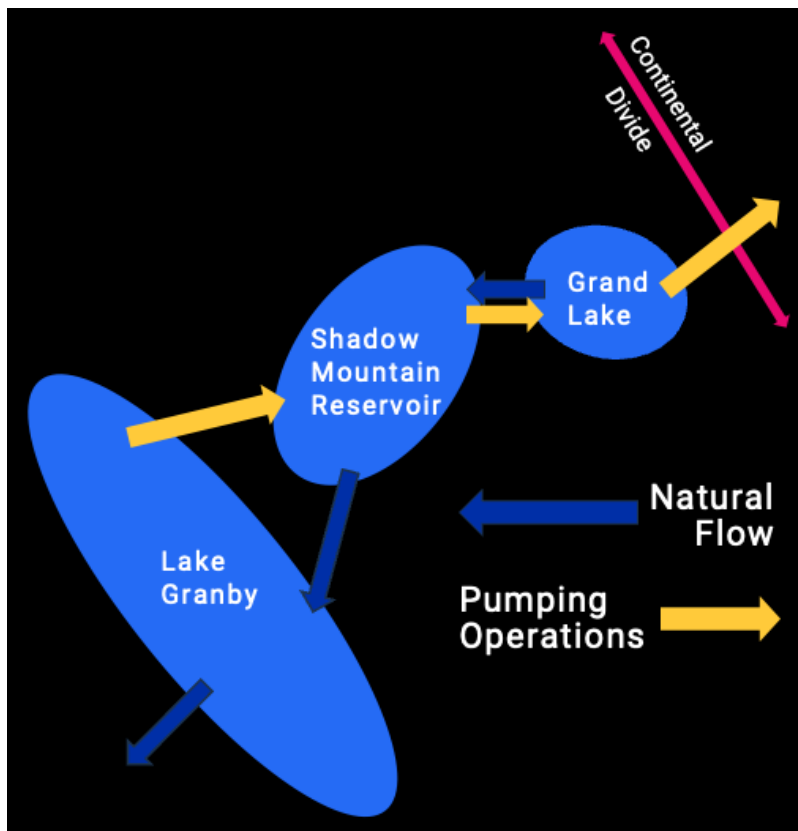 Continental
Divide
Grand
Lake
Shadow
Mountain
Reservoir
Lake
Granby
Natural
Flow
Pumping
Operations